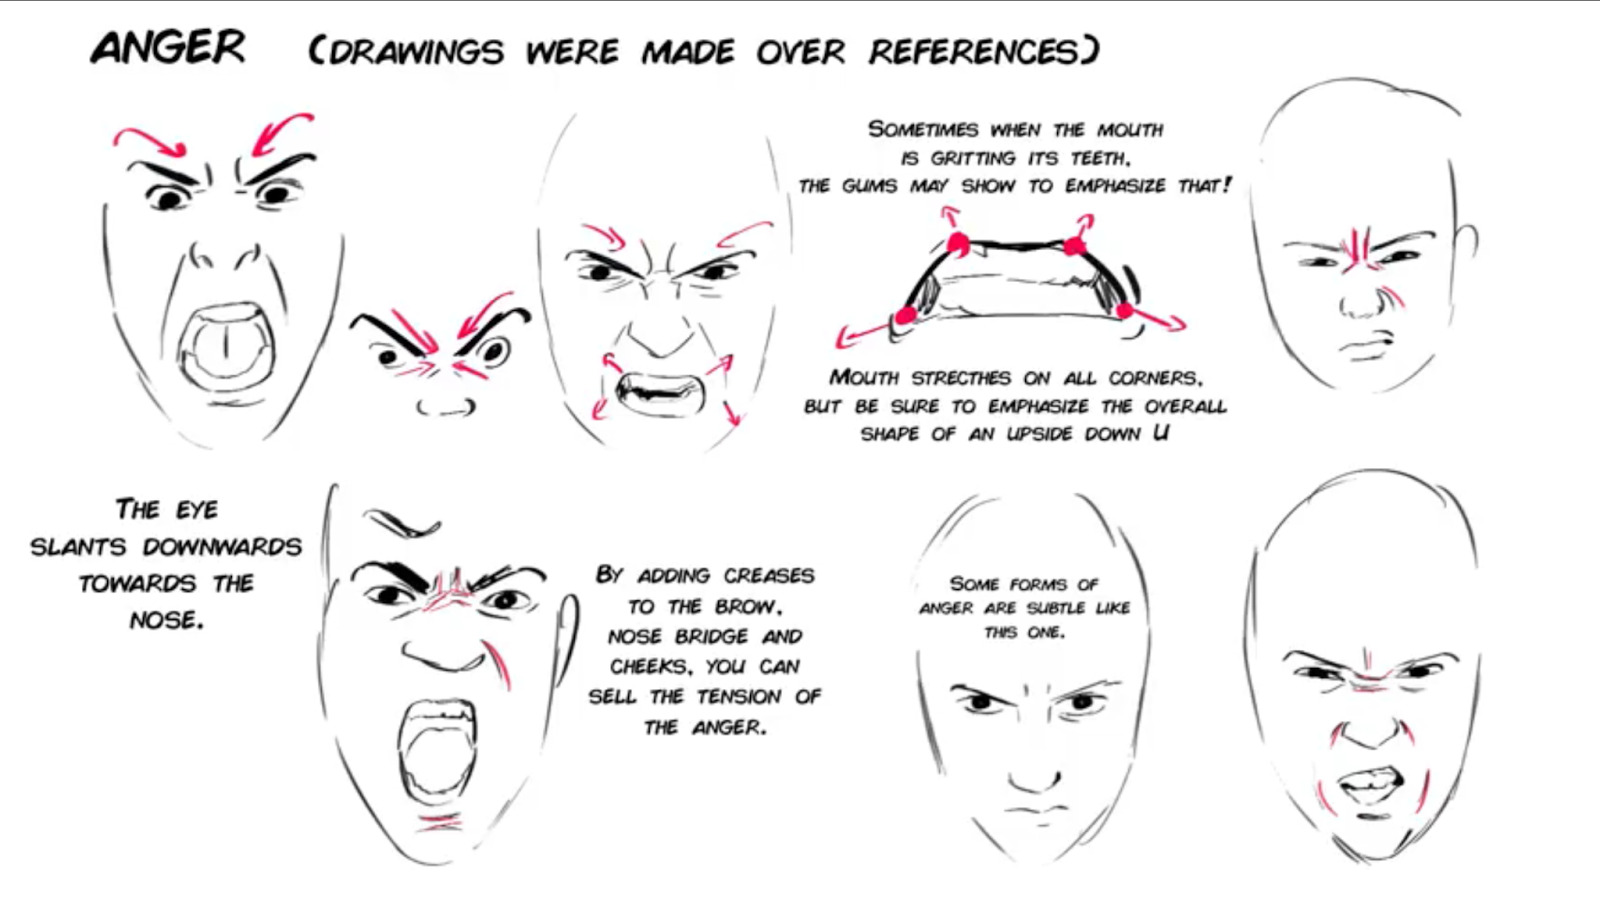 ANGER (DRAWINGS WERE MADE OVER REFERENCES)
SOMETIMES WHEN THE MOUTH
IS GRITTING ITS TEETH,
THE GUMS MAY SHOW TO EMPHASIZE THAT!
MOUTH STRECTHES ON ALL CORNERS,
BUT BE SURE TO EMPHASIZE THE OVERALL
SHAPE OF AN UPSIDE DOWN U
THE EYE
SLANTS DOWNWARDS
TOWARDS THE
NOSE.
BY ADDING CREASES
TO THE BROW,
NOSE BRIDGE AND
CHEEKS, YOU CAN
SELL THE TENSION OF
THE ANGER.
SOME FORMS OF
ANGER ARE SUBTLE LIKE
THIS ONE.